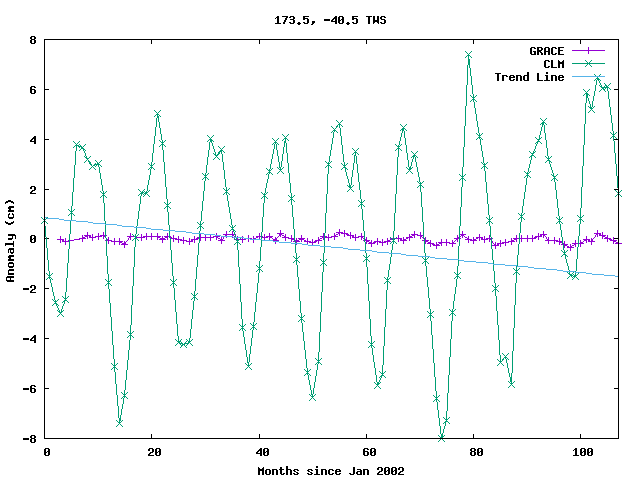 173.5, -40.5 TWS
GRACE
CLM
Trend Line
8
6
4
2
0
-2
-4
-6
-8
Anomaly (cm)
0 20 40 60 80 100
Months since Jan 2002